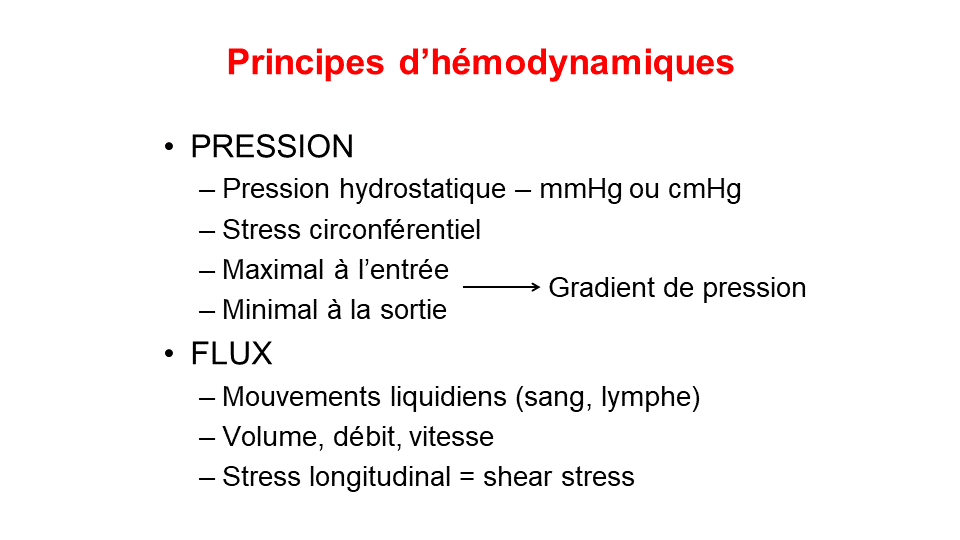 Principes d’hémodynamiques
• PRESSION
– Pression hydrostatique – mmHg ou cmHg
– Stress circonférentiel
– Maximal à l’entrée
Gradient de pression
– Minimal à la sortie
• FLUX
– Mouvements liquidiens (sang, lymphe)
– Volume, débit, vitesse
– Stress longitudinal = shear stress